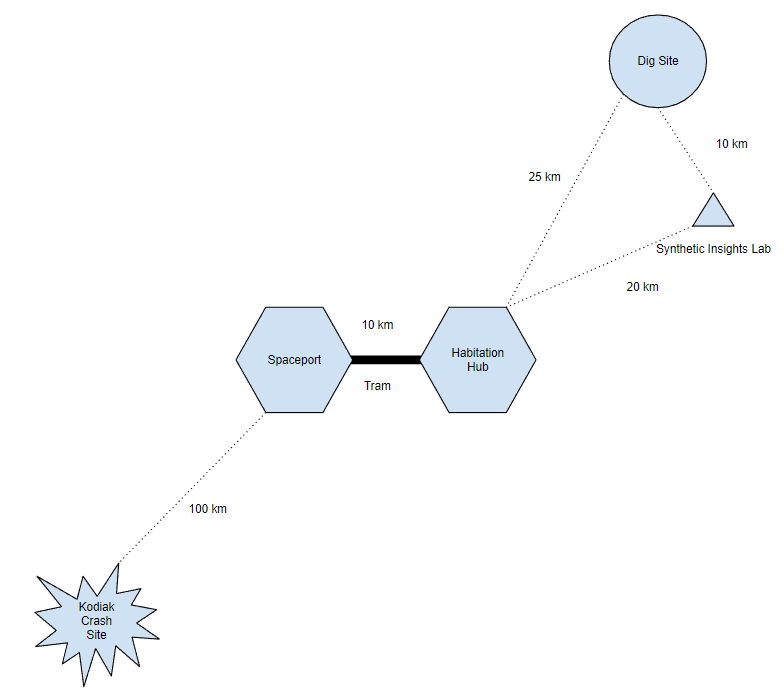 Dig Site
10 km
25 km
Synthetic Insights Lab
20 km
10 km
Habitation
Hub
Spaceport
Tram
100 km
Kodiak
Crash
Site